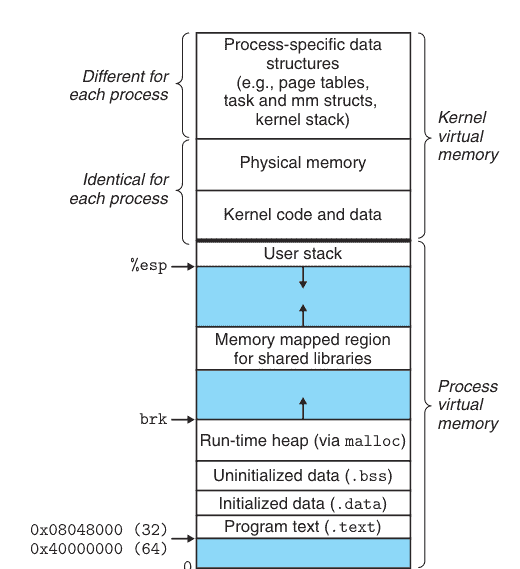 Process-specific data
structures
(e.g., page tables,
task and mm structs,
kernel stack)
Different for
each process
Kernel
virtual
memory
Physical memory
Identical for
each process
Kernel code and data
User stack
%esp
Memory mapped region
for shared libraries
Process
virtual
memory
brk
Run-time heap (via malloc)
Uninitialized data (.bss)
Initialized data (.data)
Program text (.text)
0x08048000 (32)
0x40000000 (64)
0